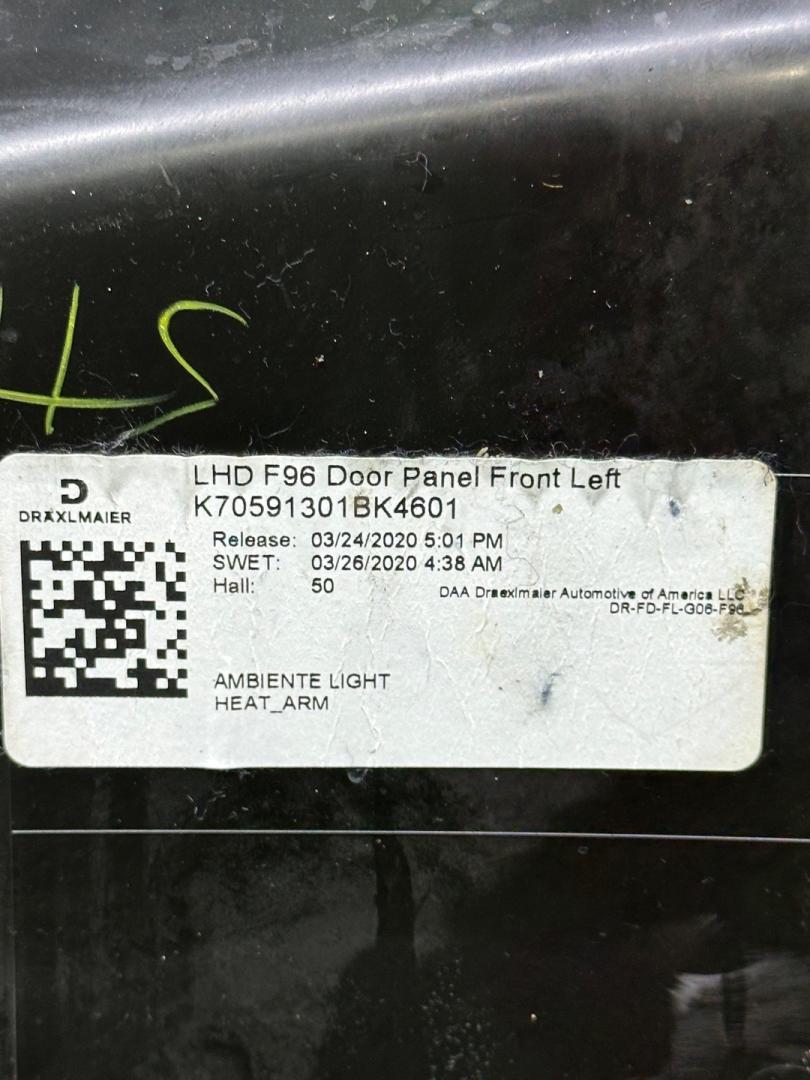 45
LHD F96 Door Panel Front Left
K70591301BK4601
DRÄXLMAIER
Release: 03/24/2020 5:01 PM
SWET: 03/26/2020 4:38 AM
Hall: 50
DAA Draexlmaier Automotive of America LLC
DR-FD-FL-G06-F96
AMBIENTE LIGHT
HEAT_ARM